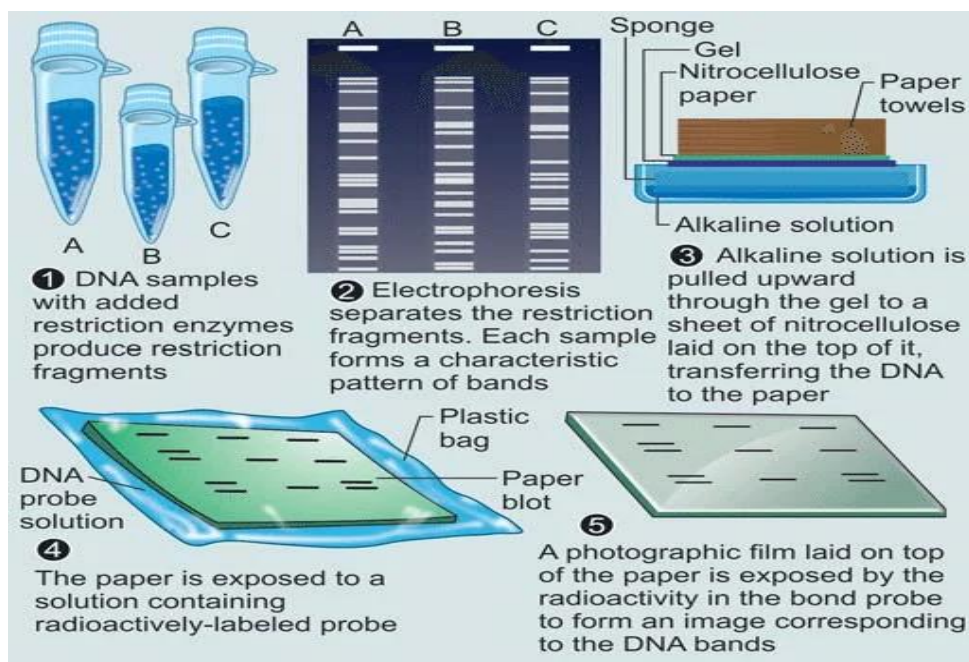 A
B
C
❶ DNA samples
with added
restriction enzymes
produce restriction
fragments
A B C
❷ Electrophoresis
separates the restriction
fragments. Each sample
forms a characteristic
pattern of bands
Sponge
Gel
Nitrocellulose
paper
Paper
towels
Alkaline solution
❸ Alkaline solution is
pulled upward
through the gel to a
sheet of nitrocellulose
laid on the top of it,
transferring the DNA
to the paper
Plastic
bag
DNA
probe
solution
Paper
blot
❹
The paper is exposed to a
solution containing
radioactively-labeled probe
❺
A photographic film laid on top
of the paper is exposed by the
radioactivity in the bond probe
to form an image corresponding
to the DNA bands